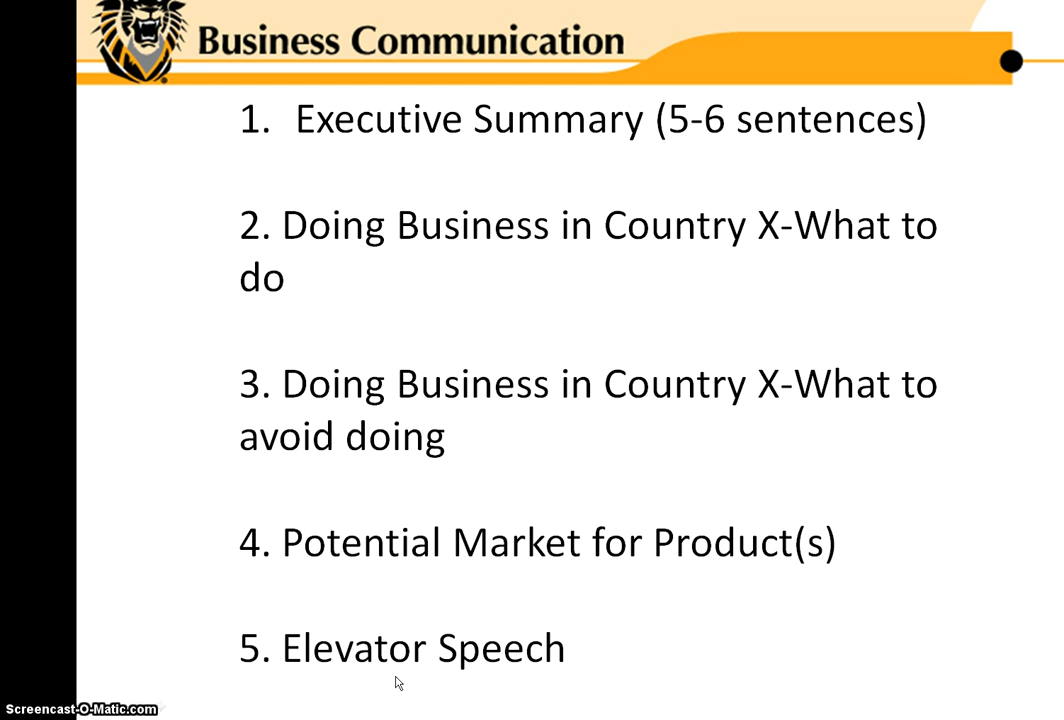 Business Communication
1. Executive Summary (5-6 sentences)
2. Doing Business in Country X-What to
do
3. Doing Business in Country X-What to
avoid doing
4. Potential Market for Product(s)
5. Elevator Speech
Screencast-O-Matic.com